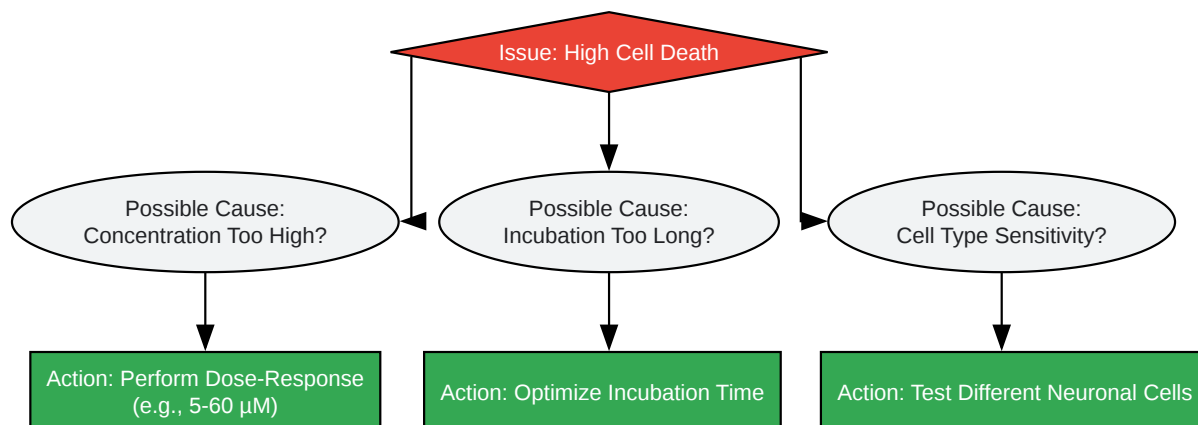 Issue: High Cell Death
Possible Cause:
Concentration Too High?
Possible Cause:
Incubation Too Long?
Possible Cause:
Cell Type Sensitivity?
Action: Perform Dose-Response
(e.g., 5-60 µM)
Action: Optimize Incubation Time
Action: Test Different Neuronal Cells